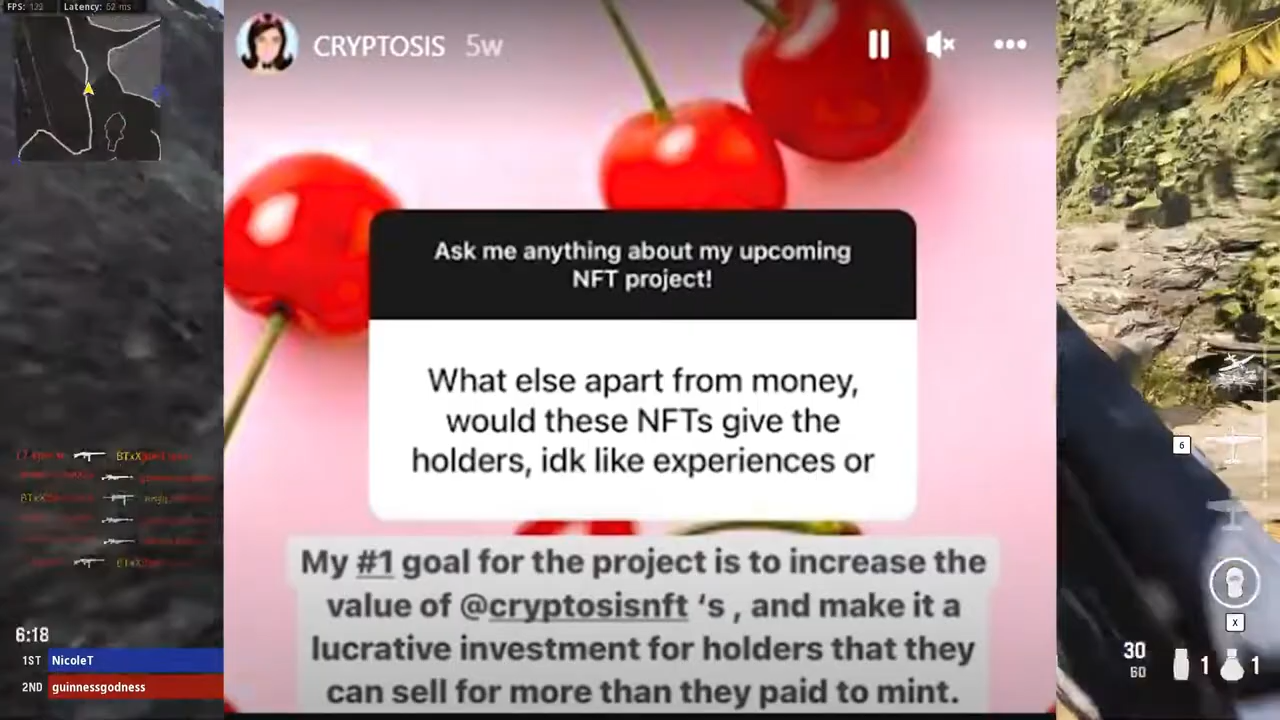 FPS: 122 Latency: 52 ms
CRYPTOSIS 5w
Ask me anything about my upcoming
NFT project!
What else apart from money,
would these NFTs give the
holders, idk like experiences or
My #1 goal for the project is to increase the
value of @cryptosisnft ‘s , and make it a
lucrative investment for holders that they
can sell for more than they paid to mint.
6:18
1ST NicoleT
2ND guinnessgodness
6
X
30
60
1
1